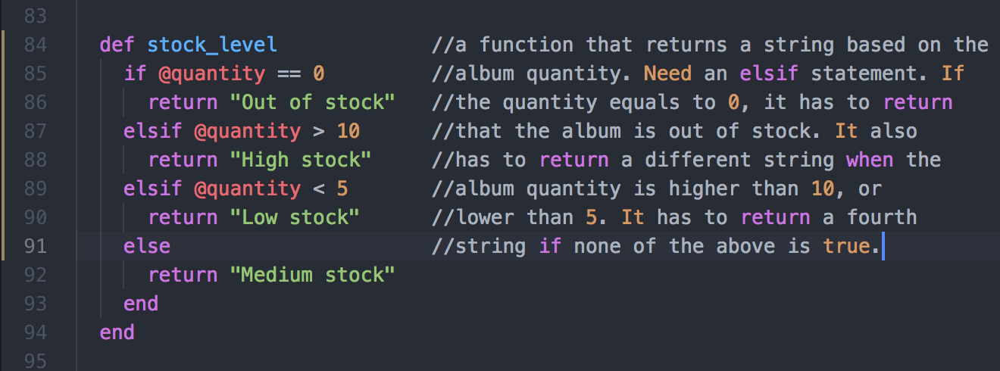 83
84 def stock_level //a function that returns a string based on the
85 if @quantity == 0 //album quantity. Need an elsif statement. If
86 return "Out of stock" //the quantity equals to 0, it has to return
87 elsif @quantity > 10 //that the album is out of stock. It also
88 return "High stock" //has to return a different string when the
89 elsif @quantity < 5 //album quantity is higher than 10, or
90 return "Low stock" //lower than 5. It has to return a fourth
91 else //string if none of the above is true.
92 return "Medium stock"
93 end
94 end
95